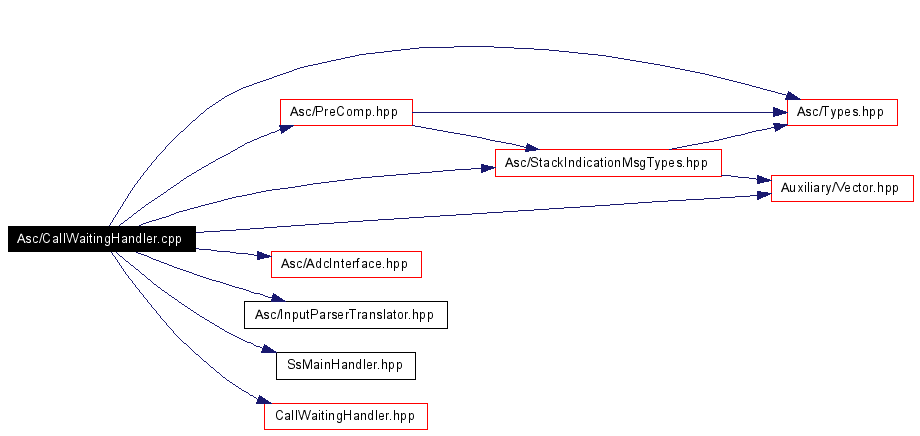 Asc/Types.hpp
Asc/PreComp.hpp
Asc/StackIndicationMsgTypes.hpp
Auxiliary/Vector.hpp
Asc/CallWaitingHandler.cpp
Asc/AdcInterface.hpp
Asc/InputParserTranslator.hpp
SsMainHandler.hpp
CallWaitingHandler.hpp